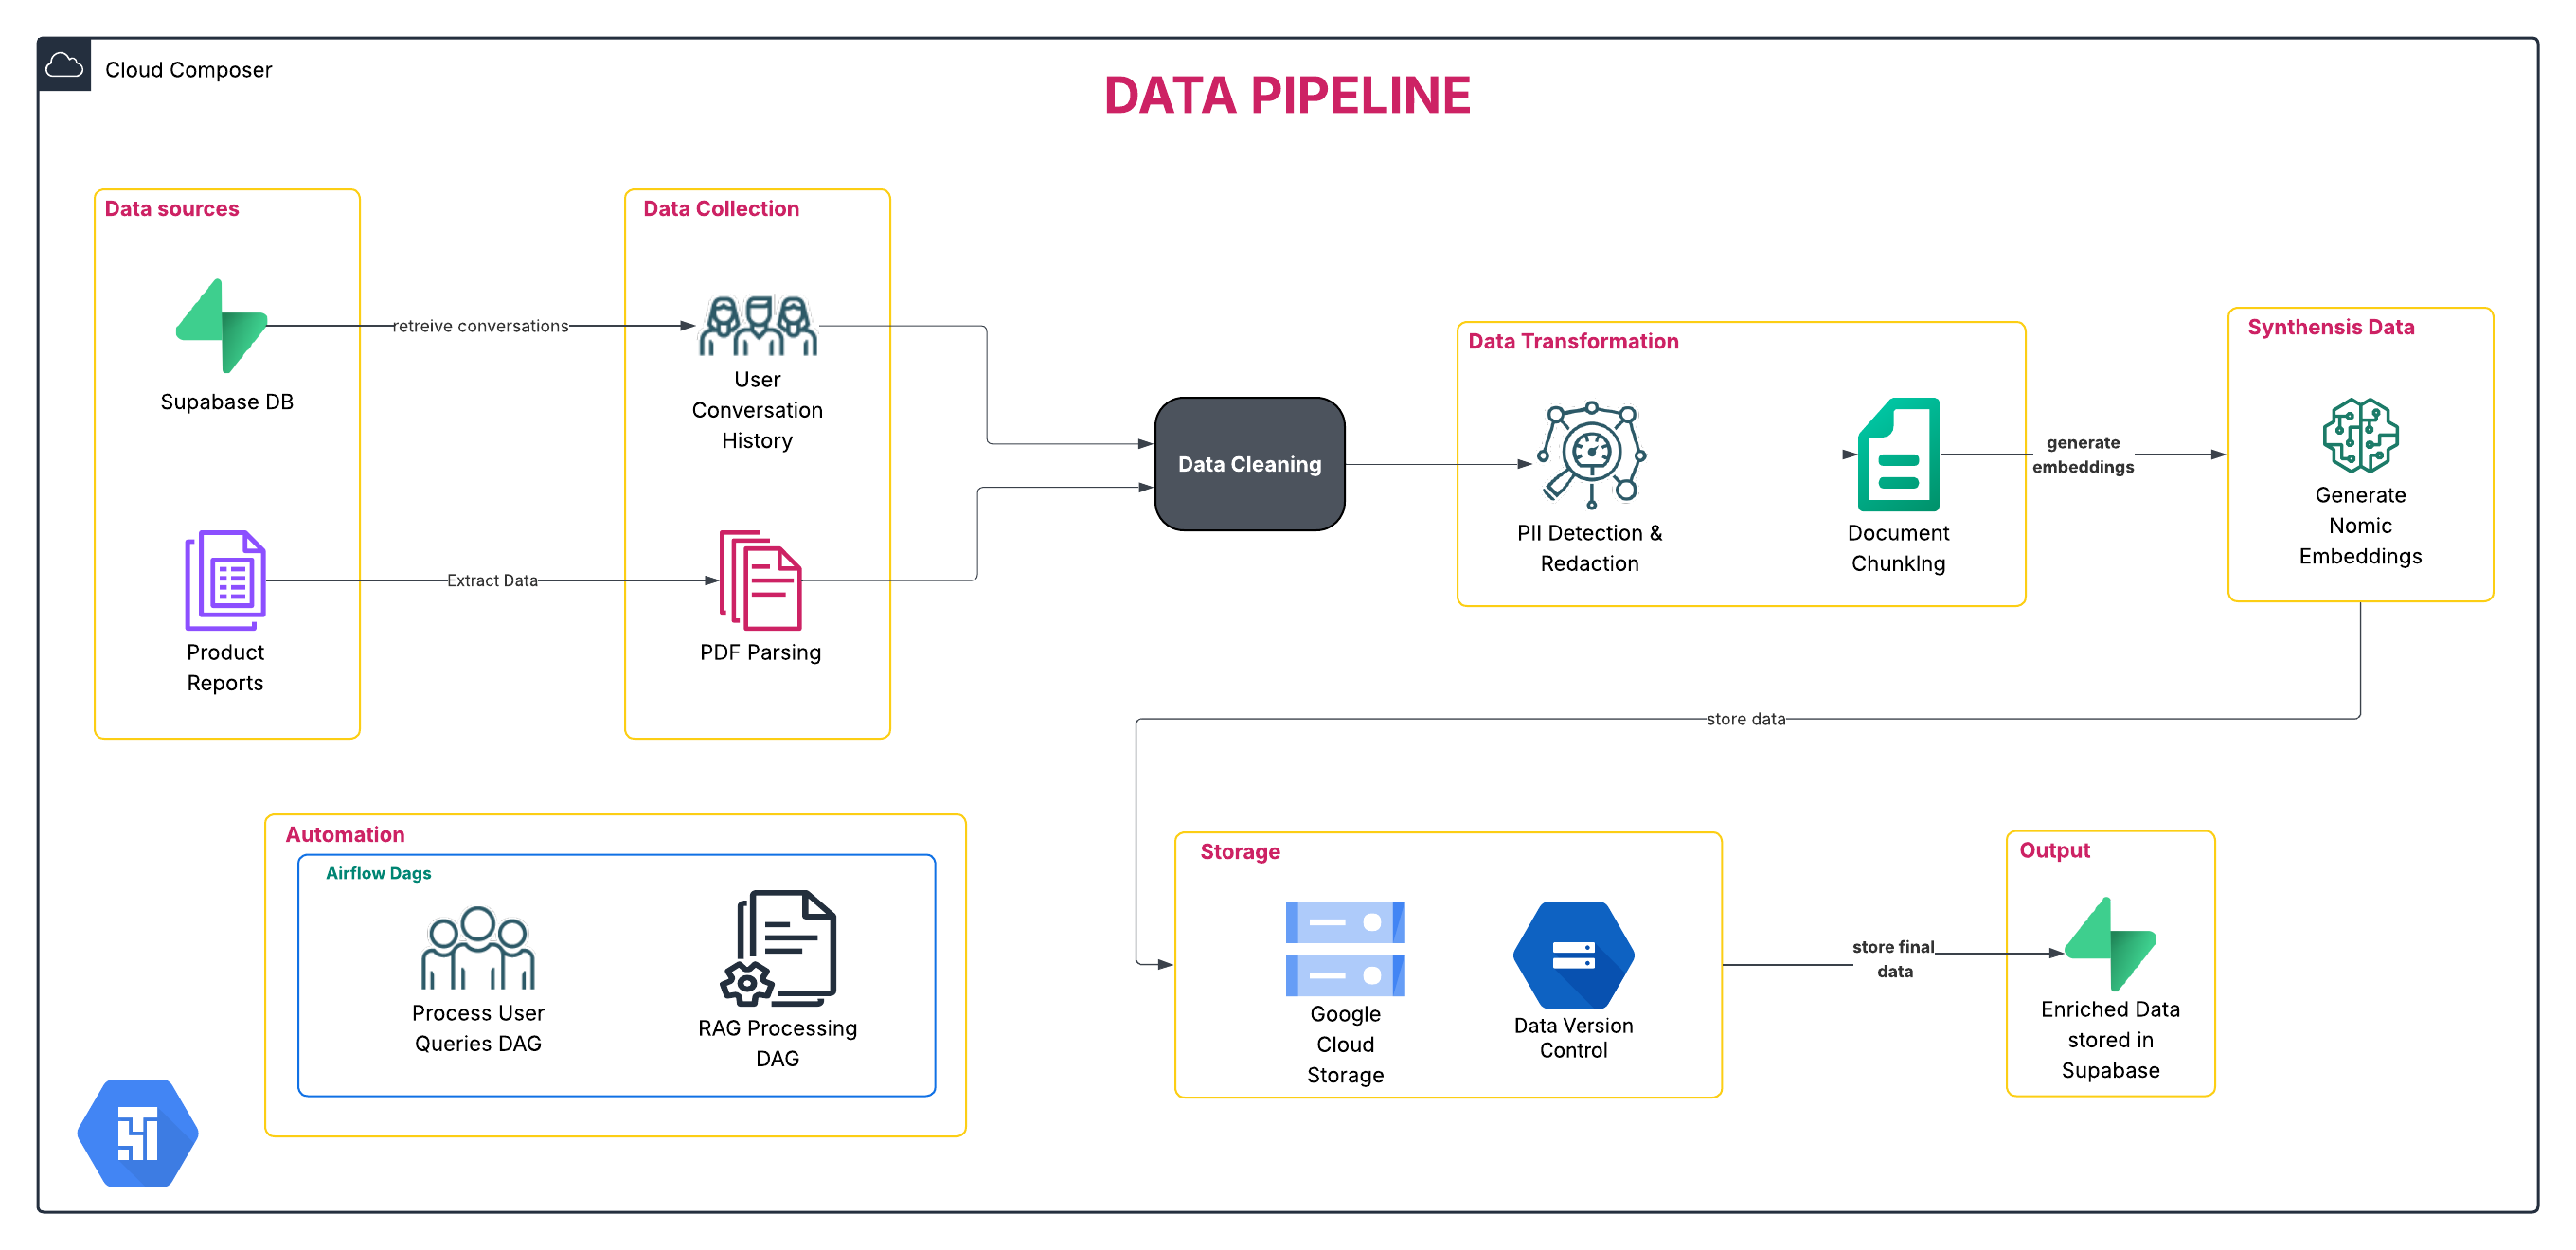 Cloud Composer
DATA PIPELINE
Data sources
Supabase DB
Product
Reports
retreive conversations
Extract Data
Data Collection
User
Conversation
History
PDF Parsing
Data Cleaning
Data Transformation
PII Detection &
Redaction
Document
ChunkIng
generate
embeddings
Synthensis Data
Generate
Nomic
Embeddings
store data
Automation
Airflow Dags
Process User
Queries DAG
RAG Processing
DAG
Storage
Google
Cloud
Storage
Data Version
Control
store final
data
Output
Enriched Data
stored in
Supabase